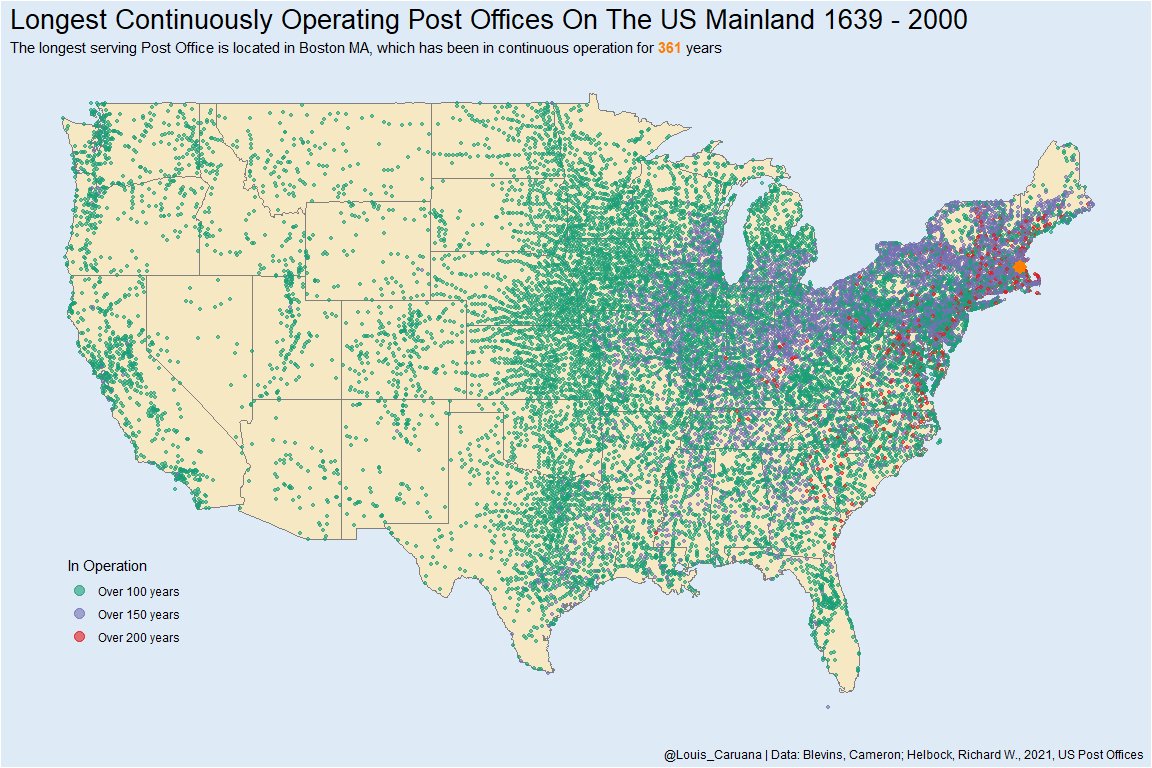 Longest Continuously Operating Post Offices On The US Mainland 1639 - 2000
The longest serving Post Office is located in Boston MA, which has been in continuous operation for 361 years
In Operation
Over 100 years
Over 150 years
Over 200 years
@Louis_Caruana | Data: Blevins, Cameron; Helbock, Richard W., 2021, US Post Offices